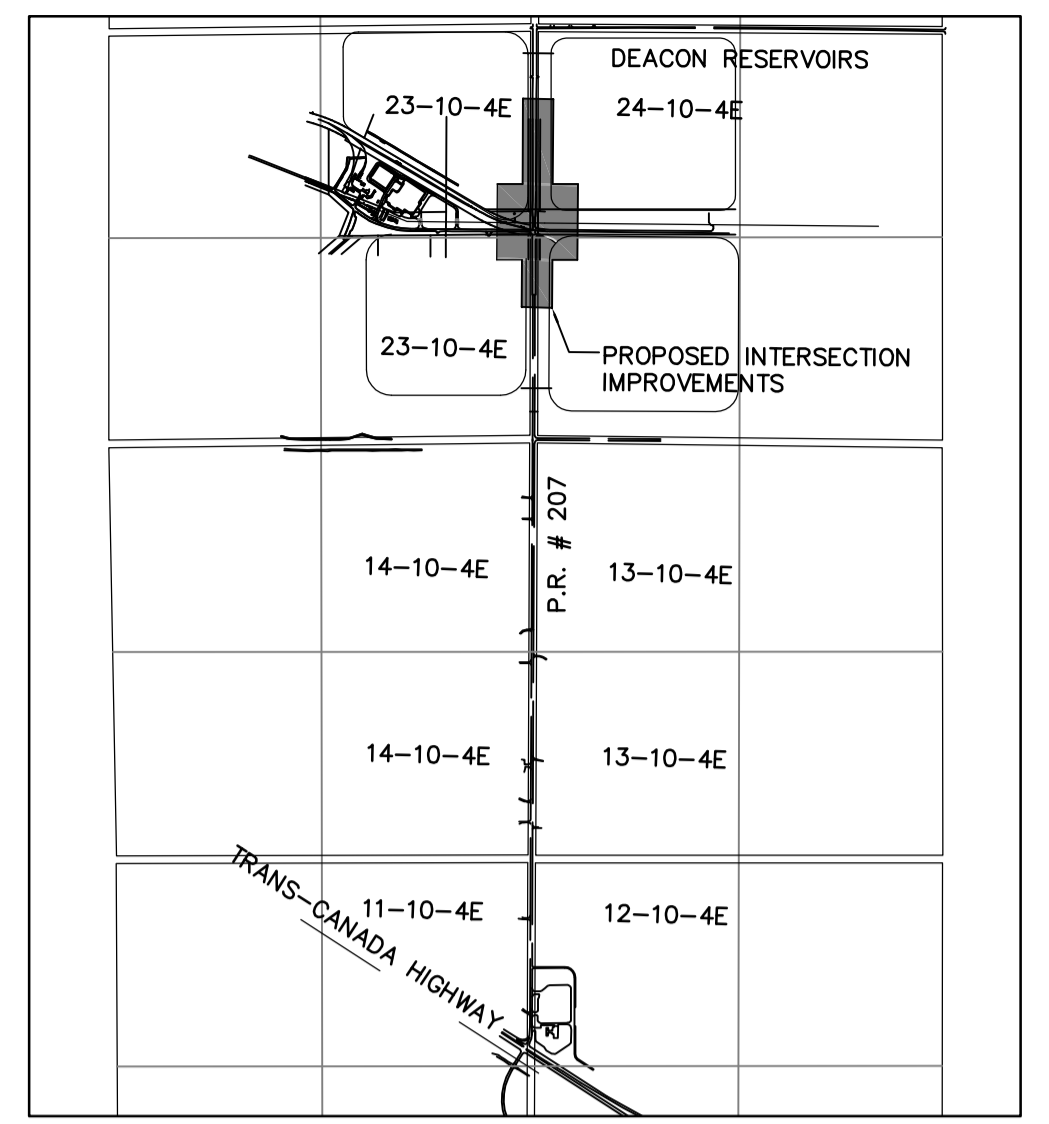 DEACON RESERVOIRS
23-10-4E
24-10-4E
23-10-4E
PROPOSED INTERSECTION
IMPROVEMENTS
P.R. # 207
14-10-4E
13-10-4E
14-10-4E
13-10-4E
TRANS-CANADA HIGHWAY
11-10-4E
12-10-4E